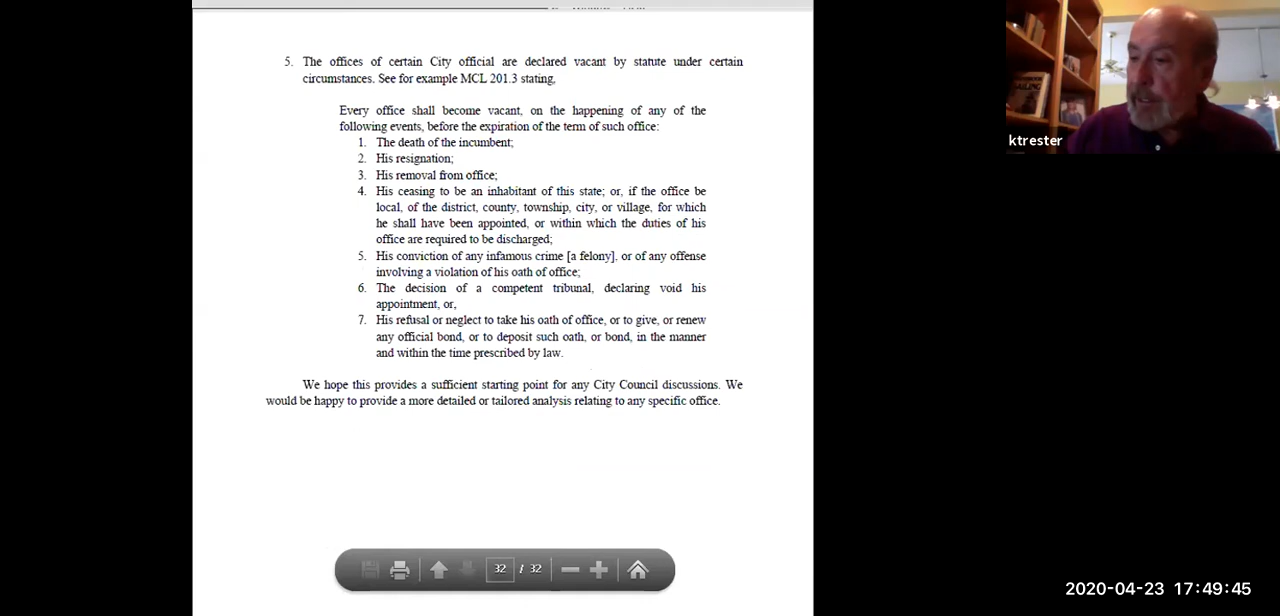 5. The offices of certain City official are declared vacant by statute under certain
circumstances. See for example MCL 201.3 stating,
Every office shall become vacant, on the happening of any of the
following events, before the expiration of the term of such office:
1. The death of the incumbent;
2. His resignation;
3. His removal from office;
4. His ceasing to be an inhabitant of this state; or, if the office be
local, of the district, county, township, city, or village, for which
he shall have been appointed, or within which the duties of his
office are required to be discharged;
5. His conviction of any infamous crime [a felony], or of any offense
involving a violation of his oath of office;
6. The decision of a competent tribunal, declaring void his
appointment, or,
7. His refusal or neglect to take his oath of office, or to give, or renew
any official bond, or to deposit such oath, or bond, in the manner
and within the time prescribed by law.
We hope this provides a sufficient starting point for any City Council discussions. We
would be happy to provide a more detailed or tailored analysis relating to any specific office.
32 / 32
SAILING
ktrester
2020-04-23 17:49:45